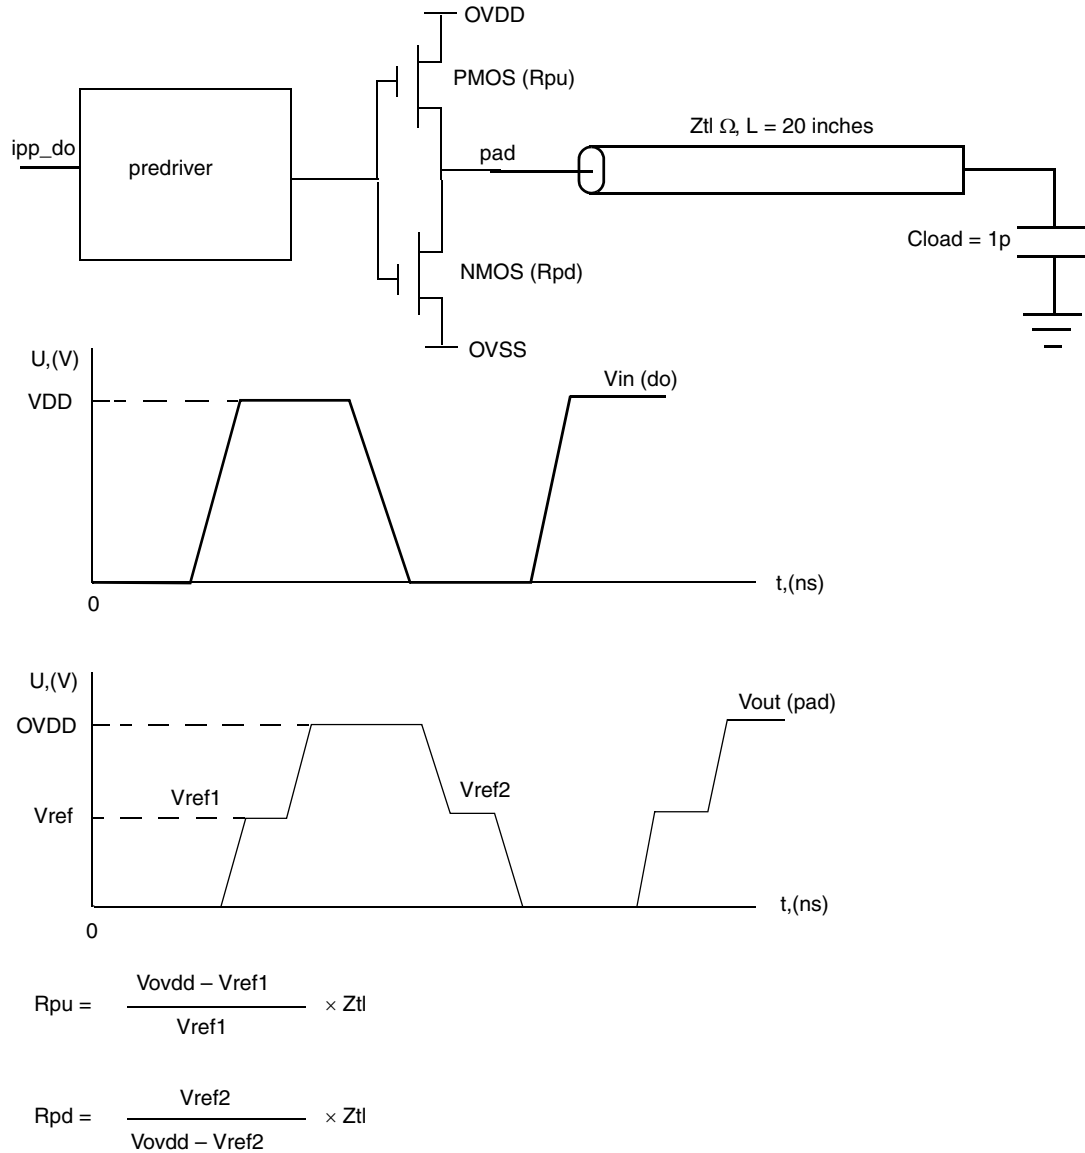 OVDD
PMOS (Rpu)
Ztl Ω, L = 20 inches
ipp_do
predriver
pad
Cload = 1p
NMOS (Rpd)
OVSS
U,(V)
Vin (do)
VDD
t,(ns)
0
U,(V)
Vout (pad)
OVDD
Vref1
Vref2
Vref
t,(ns)
0
Vovdd – Vref1
Rpu =
× Ztl
Vref1
Vref2
Rpd =
× Ztl
Vovdd – Vref2